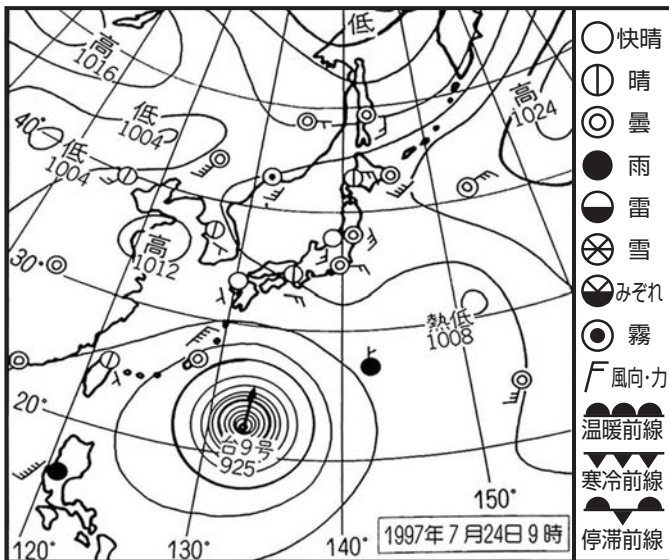 低
高
1016
低
1004
高
1024
40°
低
1004
高
1012
30°
熱低
1008
20°
台9号
925
150°
120°
130°
140°
1997年7月24日9時
快晴
晴
曇
雨
雷
雪
みぞれ
霧
風向・力
温暖前線
寒冷前線
停滞前線